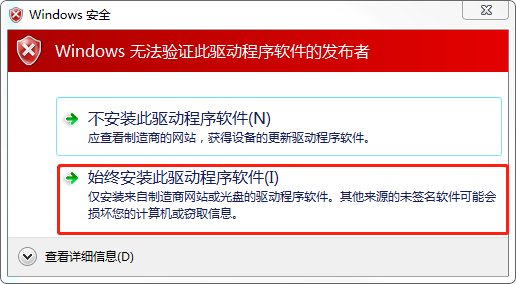 Windows 安全
Windows 无法验证此驱动程序软件的发布者
不安装此驱动程序软件(N)
应查看制造商的网站，获得设备的更新驱动程序软件。
始终安装此驱动程序软件(I)
仅安装来自制造商网站或光盘的驱动程序软件。其他来源的未签名软件可能会
损坏您的计算机或窃取信息。
查看详细信息(D)